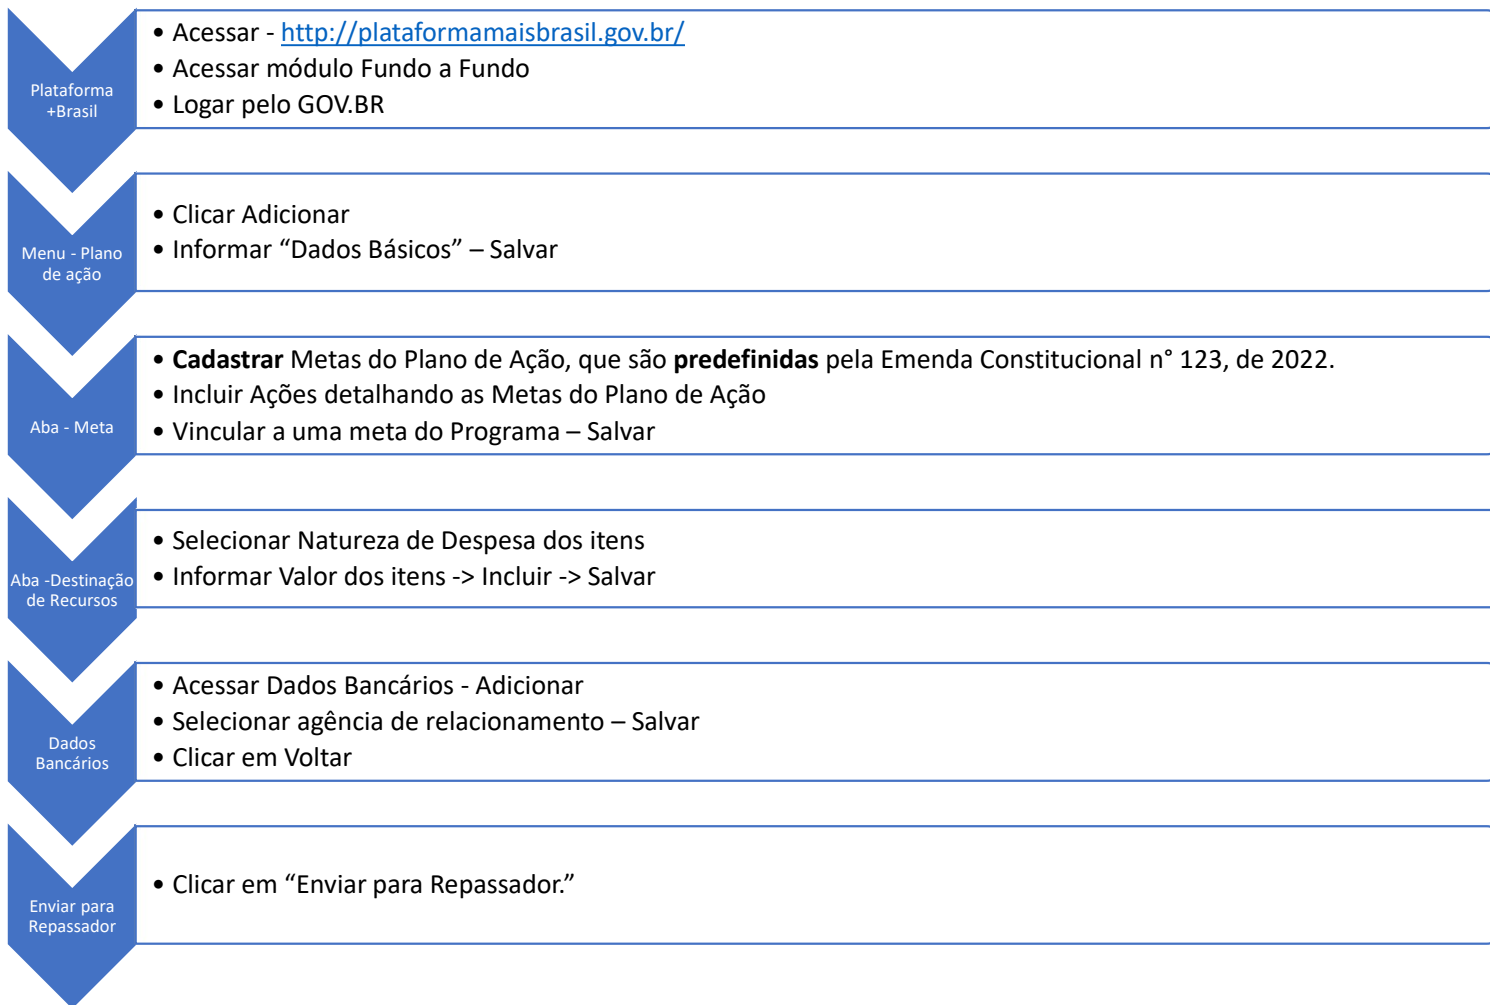 Plataforma
+Brasil
• Acessar - http://plataformamaisbrasil.gov.br/
• Acessar módulo Fundo a Fundo
• Logar pelo GOV.BR
Menu - Plano
de ação
• Clicar Adicionar
• Informar “Dados Básicos” – Salvar
Aba - Meta
• Cadastrar Metas do Plano de Ação, que são predefinidas pela Emenda Constitucional n° 123, de 2022.
• Incluir Ações detalhando as Metas do Plano de Ação
• Vincular a uma meta do Programa – Salvar
Aba -Destinação
de Recursos
• Selecionar Natureza de Despesa dos itens
• Informar Valor dos itens -> Incluir -> Salvar
Dados
Bancários
• Acessar Dados Bancários - Adicionar
• Selecionar agência de relacionamento – Salvar
• Clicar em Voltar
Enviar para
Repassador
• Clicar em “Enviar para Repassador.”